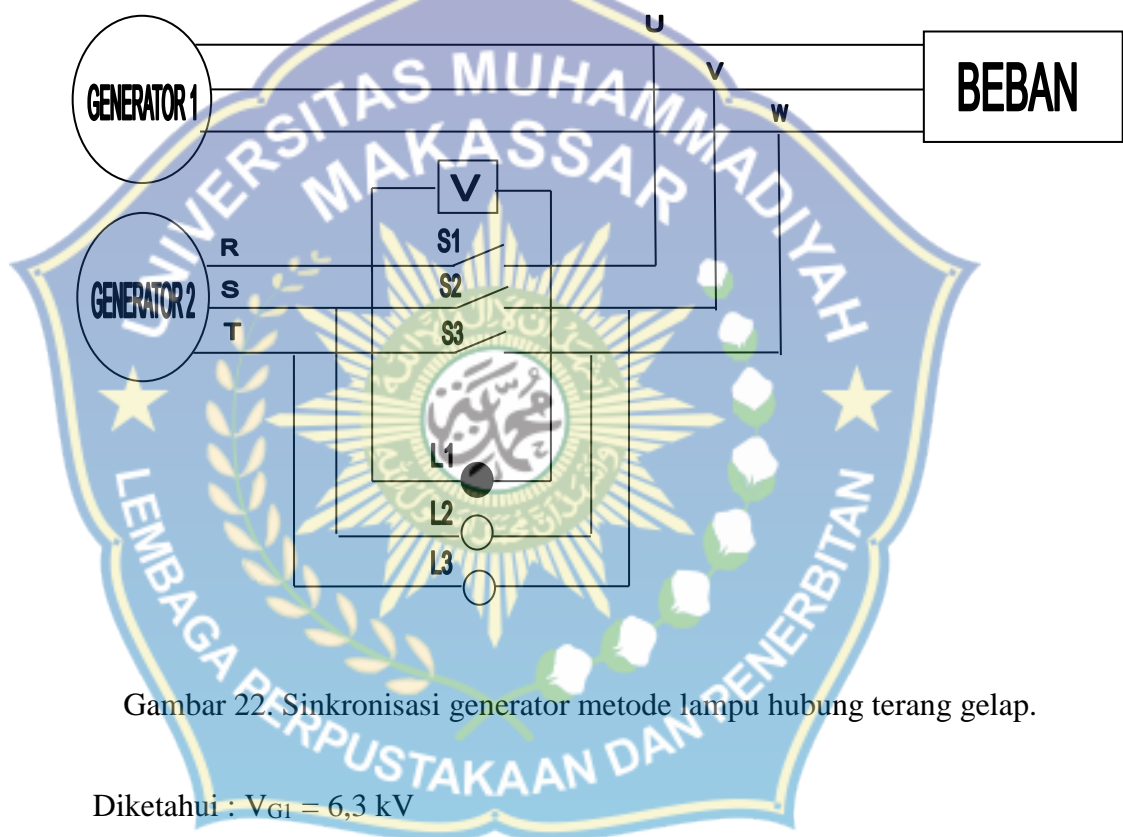 U
V
W
GENERATOR 1
BEBAN
UNIVERSITAS MUHAMMADIYAH
MAKASSAR
V
R
S1
S
S2
GENERATOR 2
T
S3
محمدية
L1
L2
L3
LEMBAGA PERPUSTAKAAN DAN PENERBITAN
Gambar 22. Sinkronisasi generator metode lampu hubung terang gelap.
Diketahui : VG1 = 6,3 kV